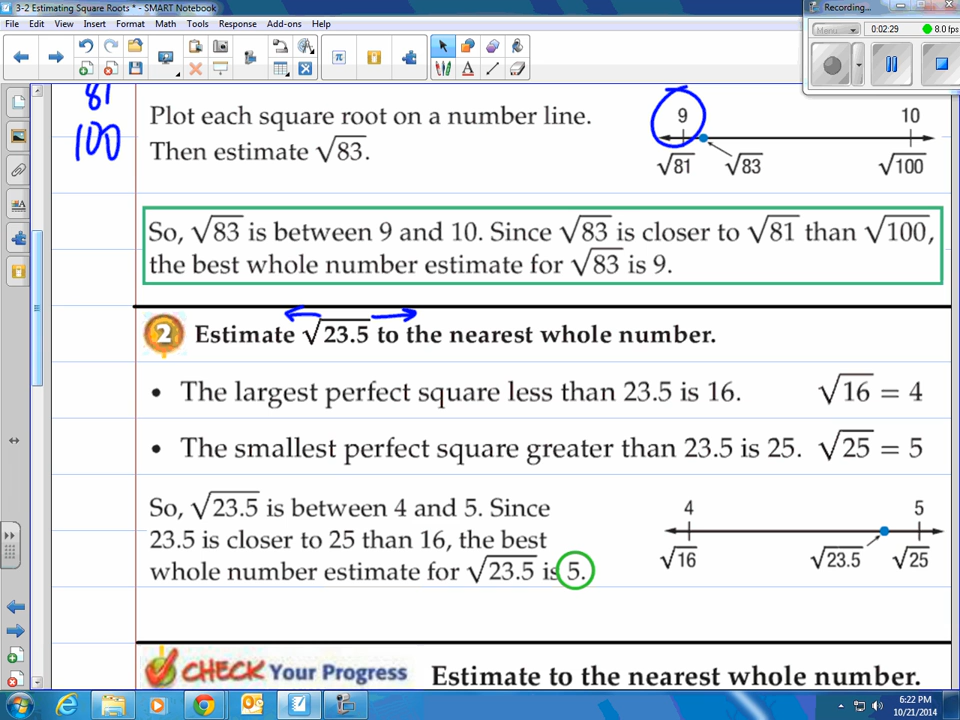 3-2 Estimating Square Roots * - SMART Notebook
File Edit View Insert Format Math Tools Response Add-ons Help
Recording...
Menu
0:02:29
8.0 fps
81
100
Plot each square root on a number line.
Then estimate √83.
9 10
√81 √83 √100
So, √83 is between 9 and 10. Since √83 is closer to √81 than √100,
the best whole number estimate for √83 is 9.
2 Estimate √23.5 to the nearest whole number.
• The largest perfect square less than 23.5 is 16. √16 = 4
• The smallest perfect square greater than 23.5 is 25. √25 = 5
So, √23.5 is between 4 and 5. Since
23.5 is closer to 25 than 16, the best
whole number estimate for √23.5 is 5.
4 5
√16 √23.5 √25
CHECK Your Progress Estimate to the nearest whole number.
6:22 PM
10/21/2014